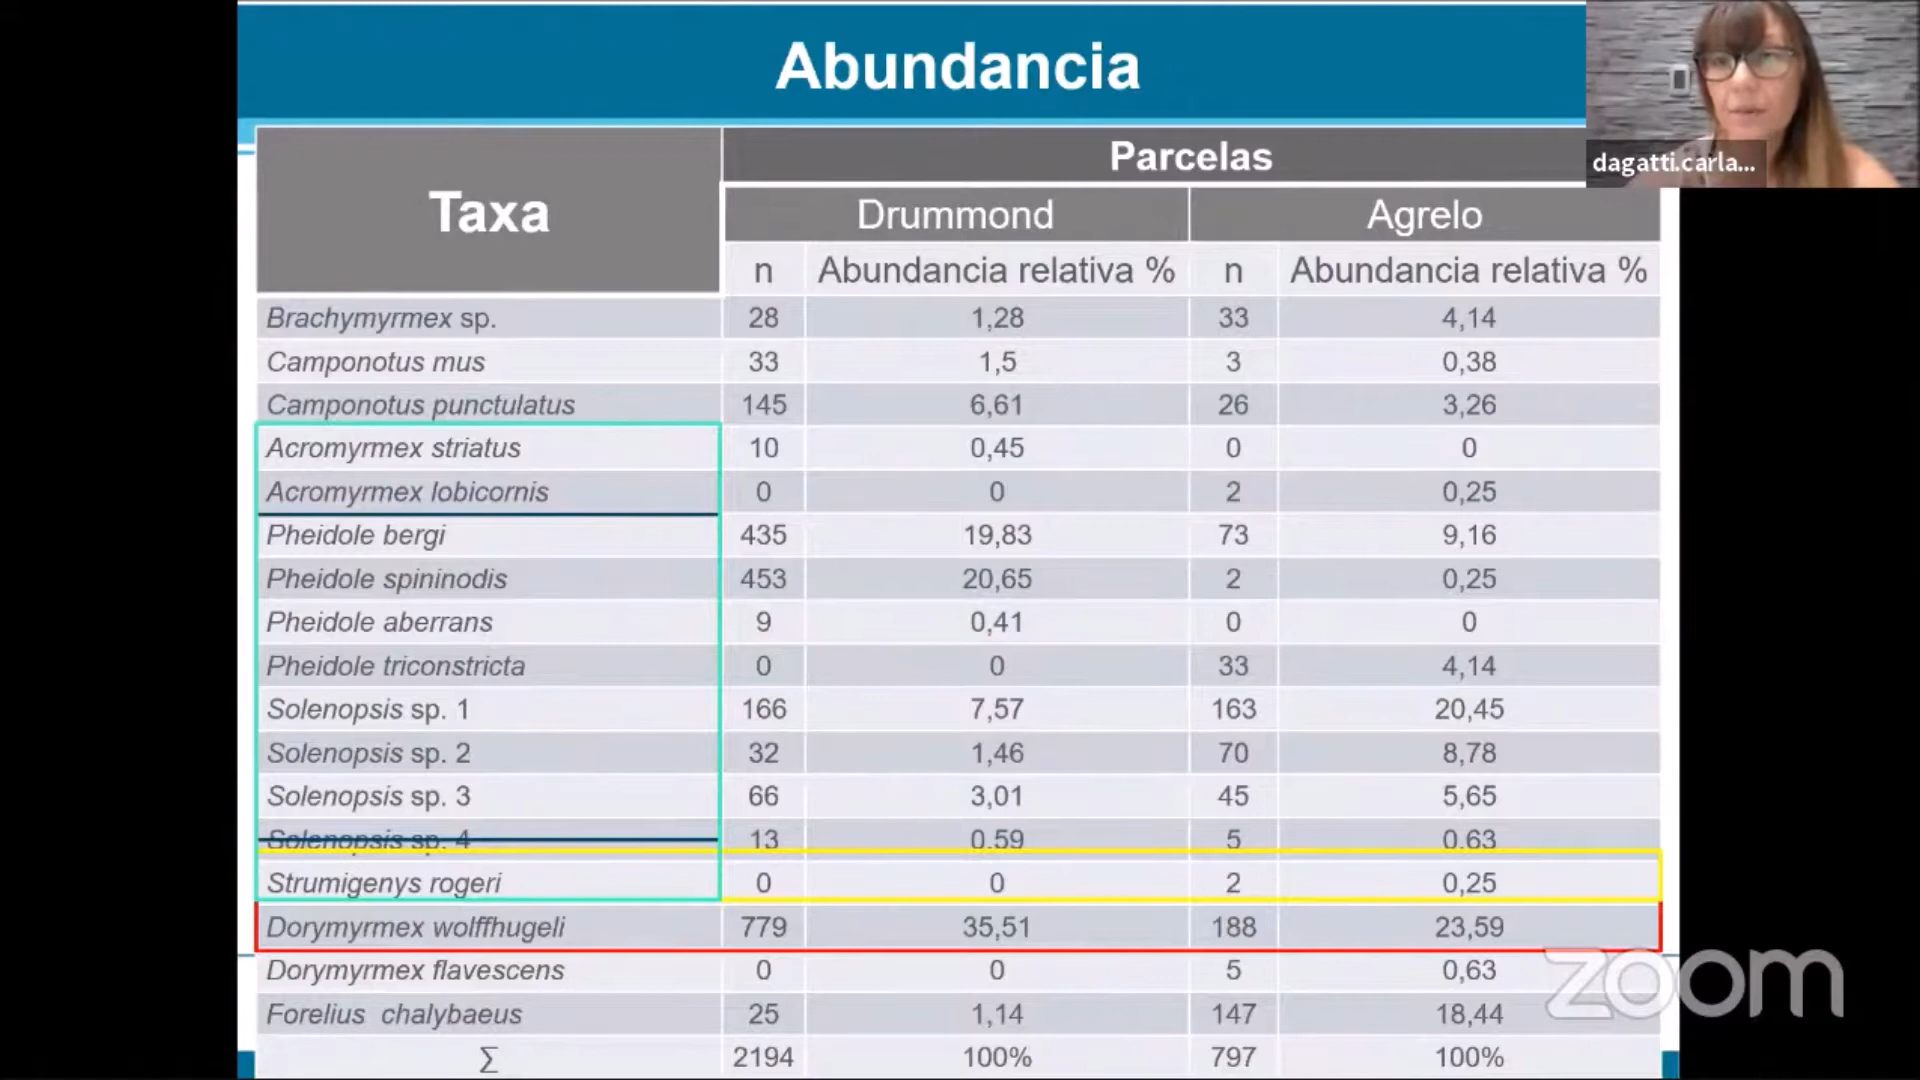 Abundancia
dagatti.carla...
Taxa
Parcelas
Drummond Agrelo
n Abundancia relativa % n Abundancia relativa %
Brachymyrmex sp. 28 1,28 33 4,14
Camponotus mus 33 1,5 3 0,38
Camponotus punctulatus 145 6,61 26 3,26
Acromyrmex striatus 10 0,45 0 0
Acromyrmex lobicornis 0 0 2 0,25
Pheidole bergi 435 19,83 73 9,16
Pheidole spininodis 453 20,65 2 0,25
Pheidole aberrans 9 0,41 0 0
Pheidole triconstricta 0 0 33 4,14
Solenopsis sp. 1 166 7,57 163 20,45
Solenopsis sp. 2 32 1,46 70 8,78
Solenopsis sp. 3 66 3,01 45 5,65
Solenopsis sp. 4 13 0,59 5 0,63
Strumigenys rogeri 0 0 2 0,25
Dorymyrmex wolffhugeli 779 35,51 188 23,59
Dorymyrmex flavescens 0 0 5 0,63
Forelius chalybaeus 25 1,14 147 18,44
∑ 2194 100% 797 100%
zoom